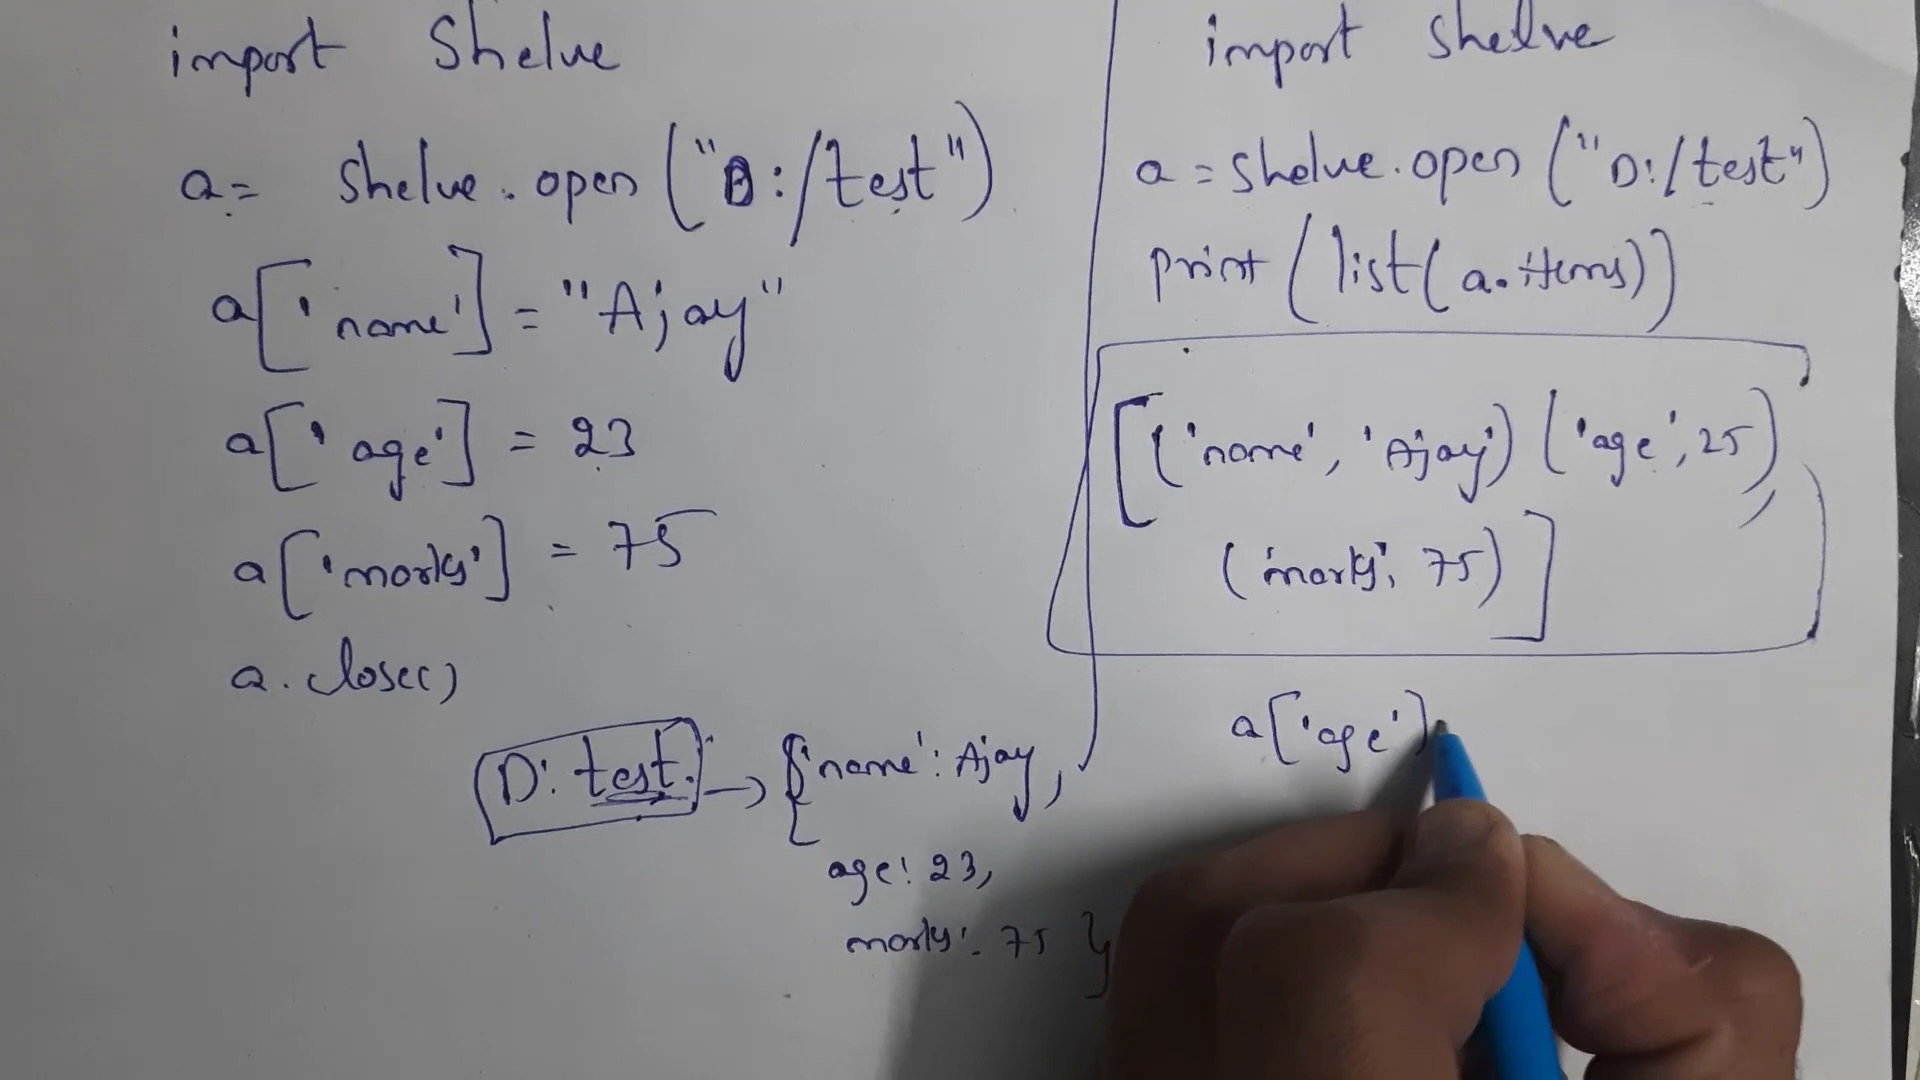 import Shelve
a= Shelve.open("D:/test")
a['name']="Ajay"
a['age'] = 23
a['marks'] = 75
a.close()
D: test. → {'name': Ajay,
age: 23,
marks: 75 }
import shelve
a = shelve.open("D:/test")
print(list(a.items))
[('name', 'Ajay') ('age', 25),
('marks', 75)]
a['age']